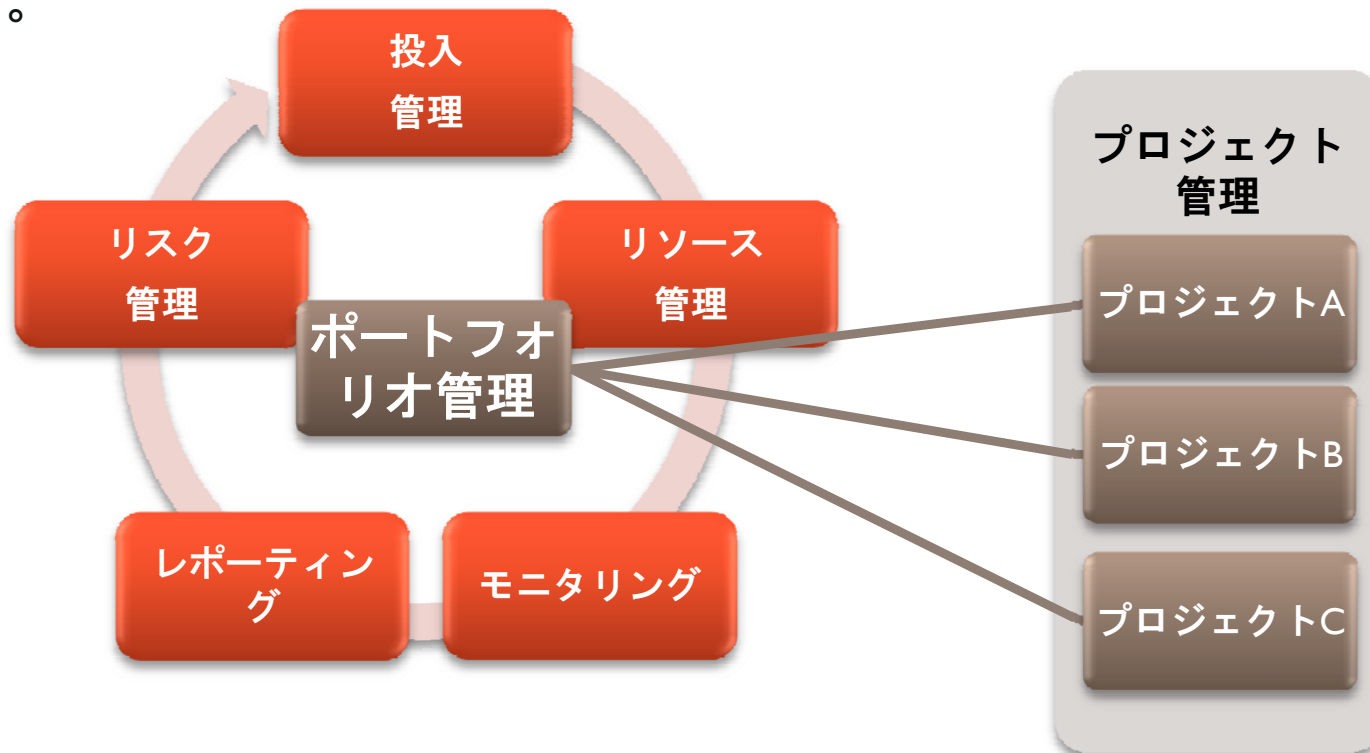 。
投入
管理
リスク
管理
リソース
管理
ポートフォ
リオ管理
レポーティン
グ
モニタリング
プロジェクト
管理
プロジェクトA
プロジェクトB
プロジェクトC